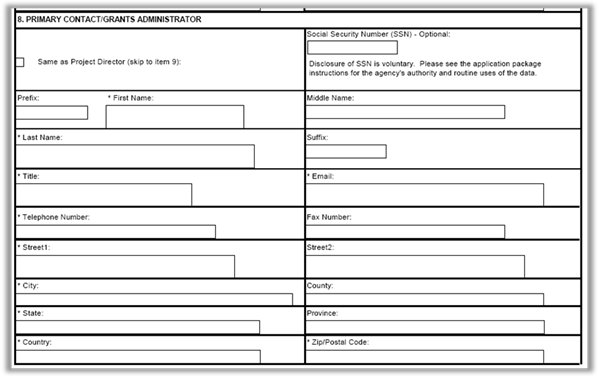 8. PRIMARY CONTACT/GRANTS ADMINISTRATOR
Social Security Number (SSN) - Optional:
Same as Project Director (skip to item 9):
Disclosure of SSN is voluntary. Please see the application package
instructions for the agency's authority and routine uses of the data.
Prefix: * First Name: Middle Name:
* Last Name: Suffix:
* Title: * Email:
* Telephone Number: Fax Number:
* Street1: Street2:
* City: County:
* State: Province:
* Country: * Zip/Postal Code: